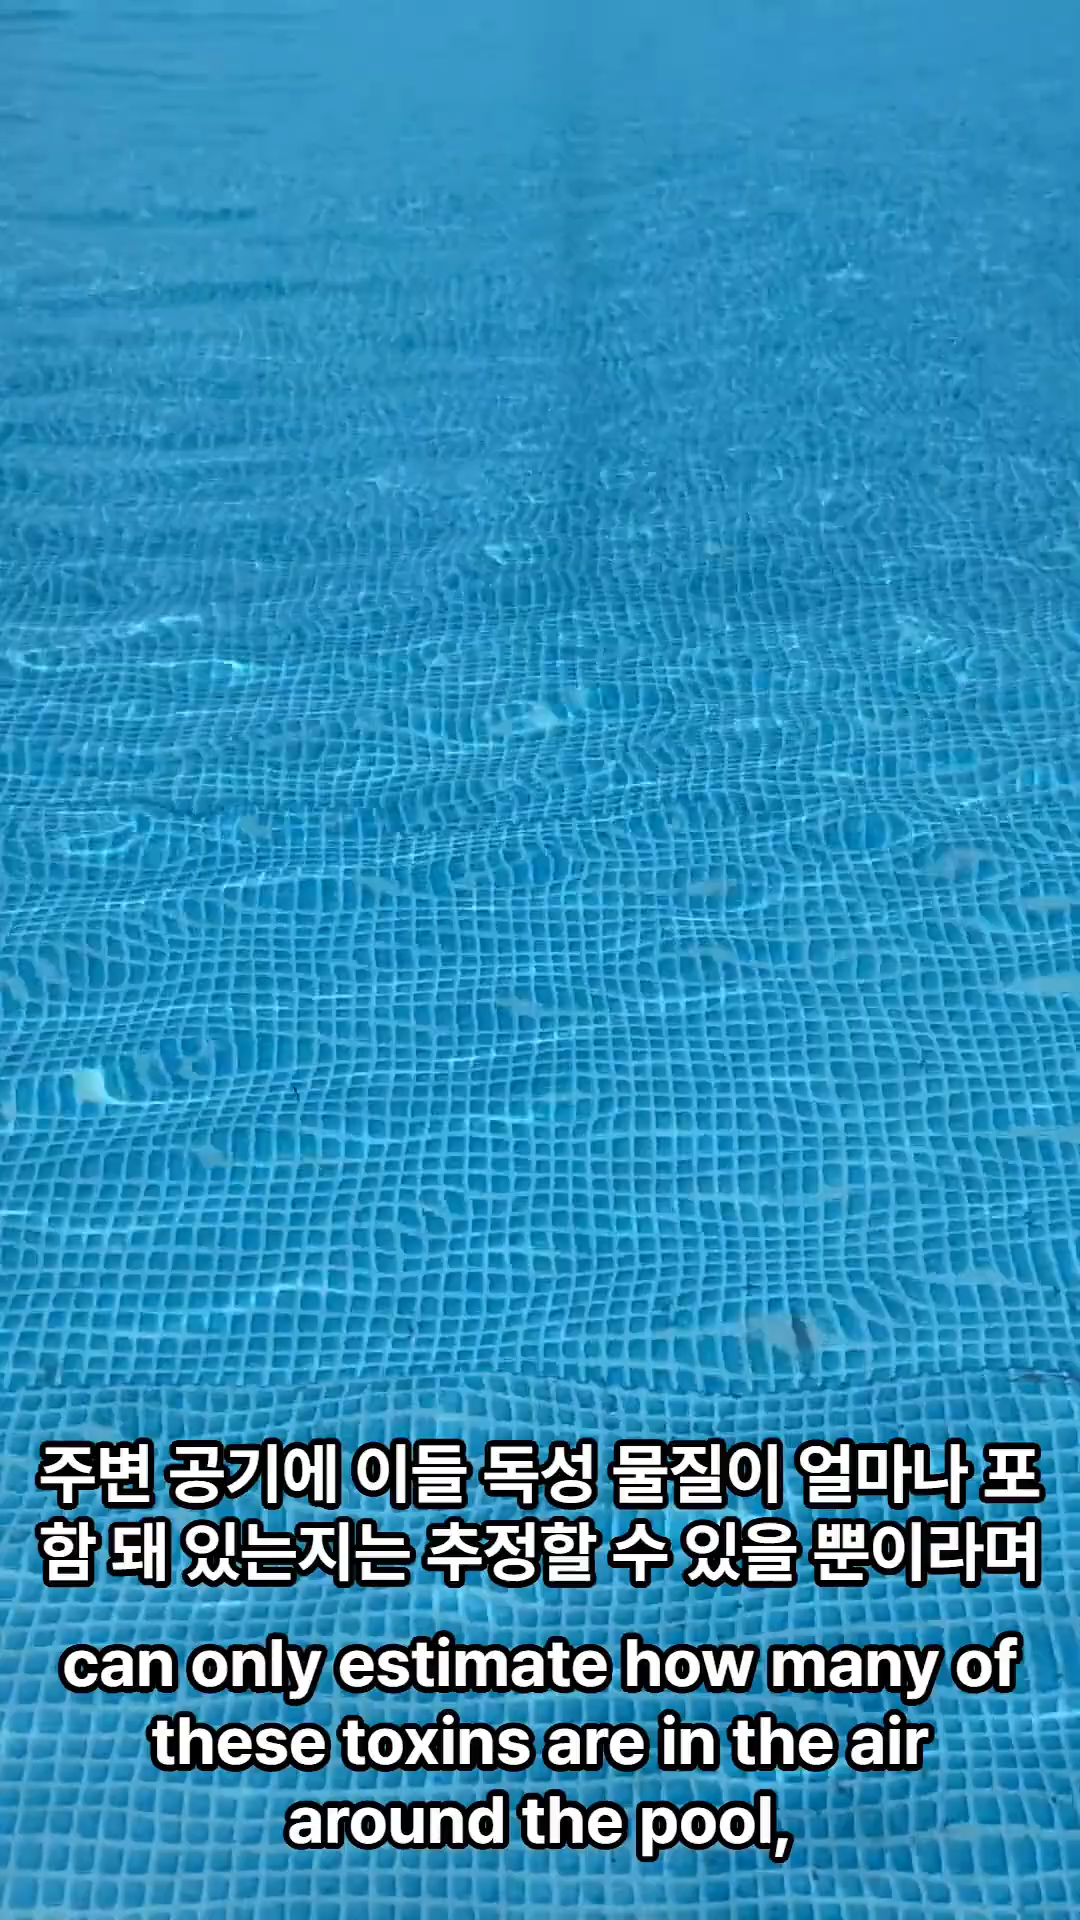 주변 공기에 이들 독성 물질이 얼마나 포
함 돼 있는지는 추정할 수 있을 뿐이라며
can only estimate how many of
these toxins are in the air
around the pool,